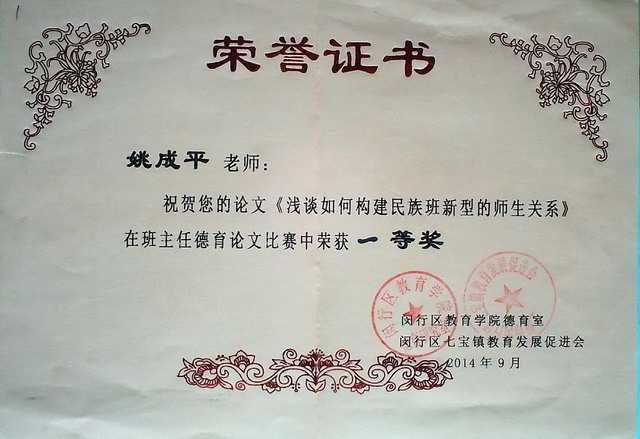 荣誉证书
姚成平 老师：
祝贺您的论文《浅谈如何构建民族班新型的师生关系》
在班主任德育论文比赛中荣获 一等奖
闵行区教育学院德育室
闵行区七宝镇教育发展促进会
2014年9月